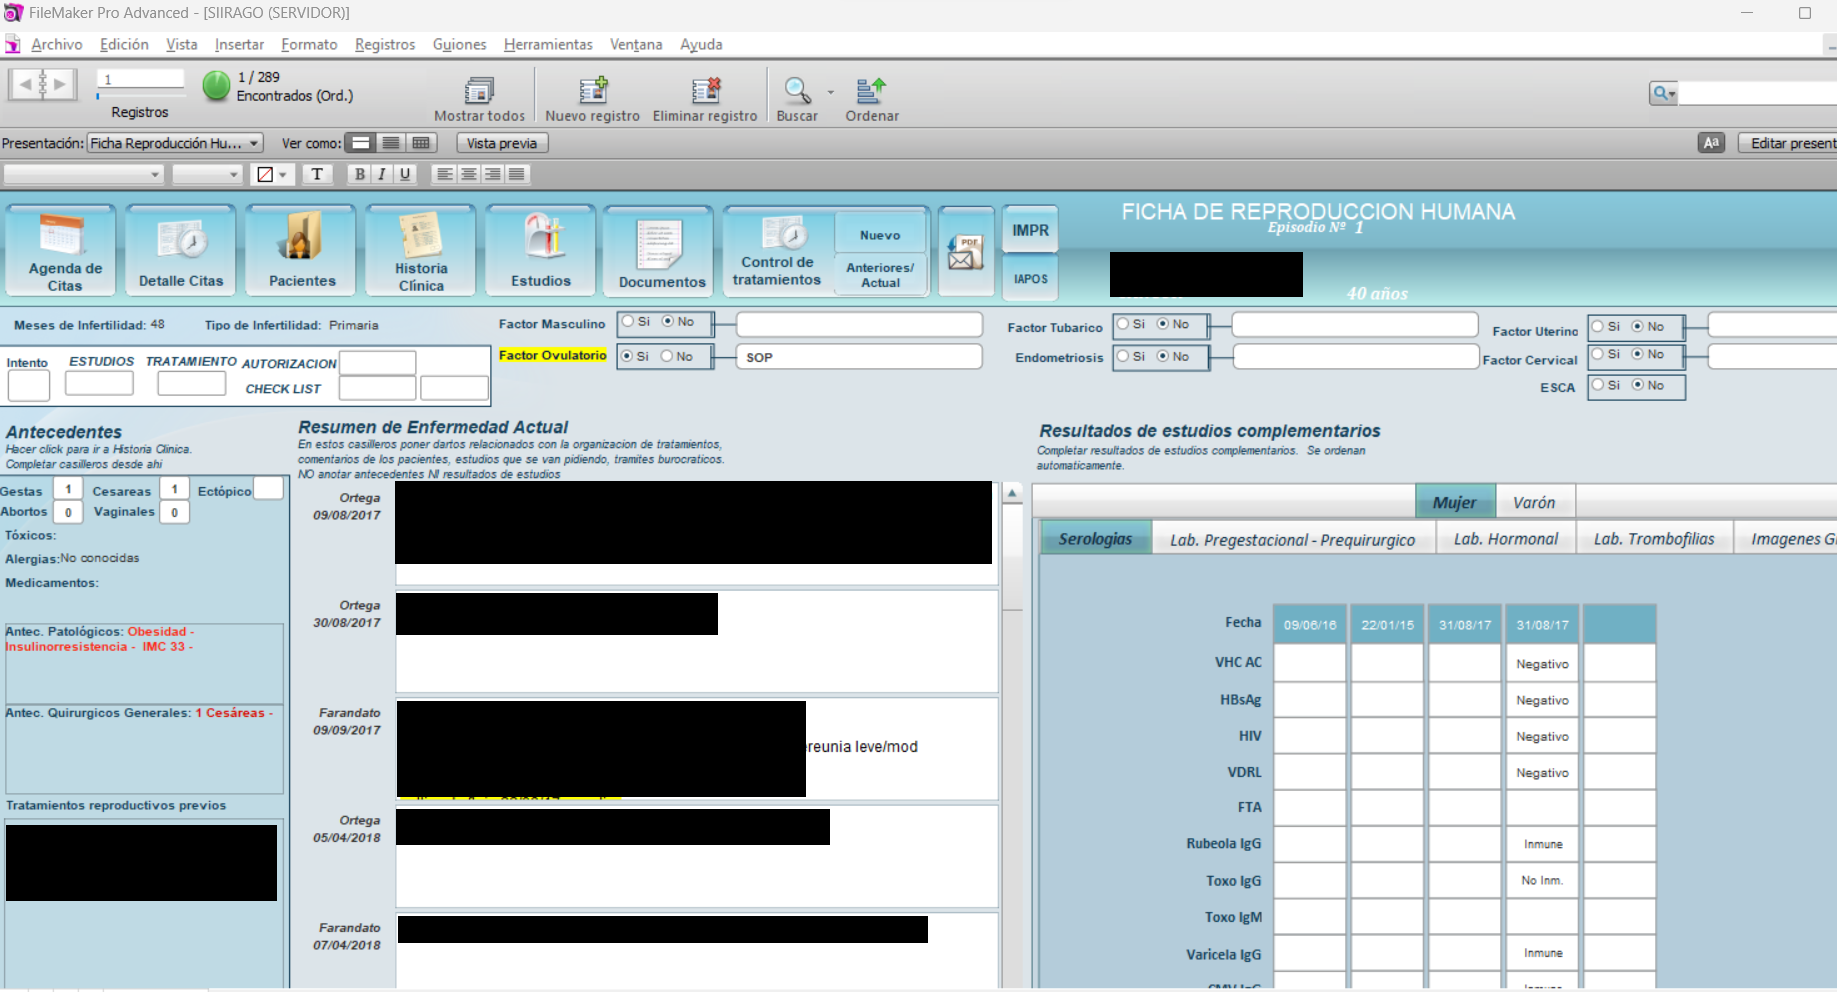 FileMaker Pro Advanced - [SIIRAGO (SERVIDOR)]
Archivo Edición Vista Insertar Formato Registros Guiones Herramientas Ventana Ayuda
1
1 / 289
Encontrados (Ord.)
Registros
Mostrar todos
Nuevo registro
Eliminar registro
Buscar
Ordenar
Presentación: Ficha Reproducción Hu...
Ver como:
Vista previa
Aa
Editar present
T B I U
Agenda de
Citas
Detalle Citas
Pacientes
Historia
Clínica
Estudios
Documentos
Control de
tratamientos
Nuevo
Anteriores/
Actual
PDF
IMPR
IAPOS
FICHA DE REPRODUCCION HUMANA
Episodio Nº 1
40 años
Meses de Infertilidad: 48
Tipo de Infertilidad: Primaria
Factor Masculino Si No
Factor Ovulatorio Si No SOP
Factor Tubarico Si No
Endometriosis Si No
Factor Uterino Si No
Factor Cervical Si No
ESCA Si No
Intento ESTUDIOS TRATAMIENTO AUTORIZACION
CHECK LIST
Antecedentes
Hacer click para ir a Historia Clinica.
Completar casilleros desde ahi
Gestas 1 Cesareas 1 Ectópico
Abortos 0 Vaginales 0
Tóxicos:
Alergias:No conocidas
Medicamentos:
Antec. Patológicos: Obesidad -
Insulinorresistencia - IMC 33 -
Antec. Quirurgicos Generales: 1 Cesáreas -
Tratamientos reproductivos previos
Resumen de Enfermedad Actual
En estos casilleros poner dartos relacionados con la organizacion de tratamientos,
comentarios de los pacientes, estudios que se van pidiendo, tramites burocraticos.
NO anotar antecedentes NI resultados de estudios
Ortega
09/08/2017
Ortega
30/08/2017
Farandato
09/09/2017
reunia leve/mod
Ortega
05/04/2018
Farandato
07/04/2018
Resultados de estudios complementarios
Completar resultados de estudios complementarios. Se ordenan
automaticamente.
Mujer Varón
Serologias Lab. Pregestacional - Prequirurgico Lab. Hormonal Lab. Trombofilias Imagenes G
Fecha 09/06/16 22/01/15 31/08/17 31/08/17
VHC AC Negativo
HBsAg Negativo
HIV Negativo
VDRL Negativo
FTA
Rubeola IgG Inmune
Toxo IgG No Inm.
Toxo IgM
Varicela IgG Inmune